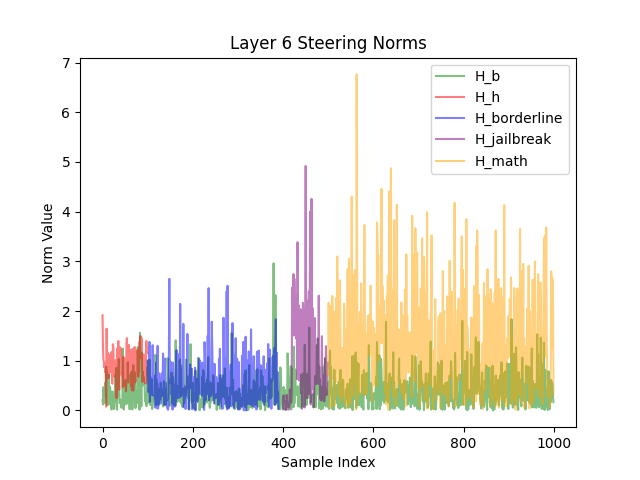 Layer 6 Steering Norms
H_b
H_h
H_borderline
H_jailbreak
H_math
Norm Value
7
6
5
4
3
2
1
0
0 200 400 600 800 1000
Sample Index